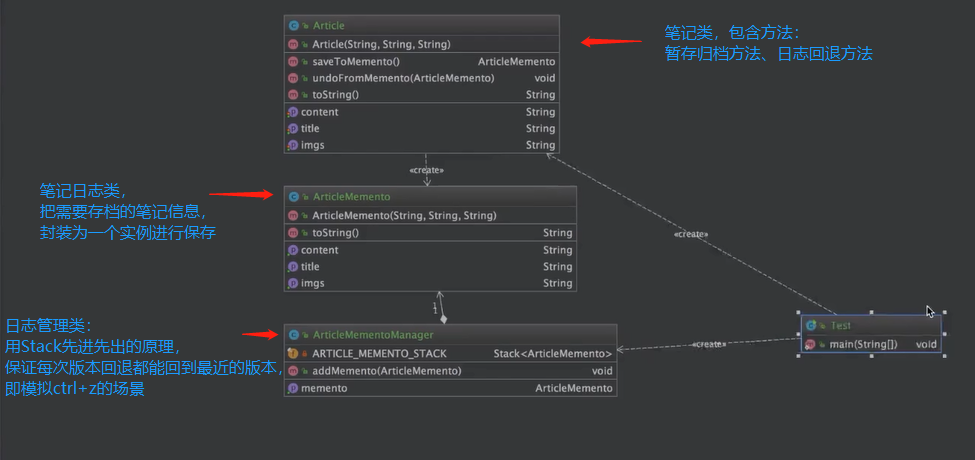 Article
Article(String, String, String)
saveToMemento() ArticleMemento
undoFromMemento(ArticleMemento) void
toString() String
content String
title String
imgs String
笔记类，包含方法：
暂存归档方法、日志回退方法
«create»
笔记日志类，
把需要存档的笔记信息，
封装为一个实例进行保存
ArticleMemento
ArticleMemento(String, String, String)
toString() String
content String
title String
imgs String
«create»
1
1
日志管理类：
用Stack先进先出的原理，
保证每次版本回退都能回到最近的版本，
即模拟ctrl+z的场景
ArticleMementoManager
ARTICLE_MEMENTO_STACK Stack<ArticleMemento>
addMemento(ArticleMemento) void
memento ArticleMemento
«create»
Test
main(String[]) void